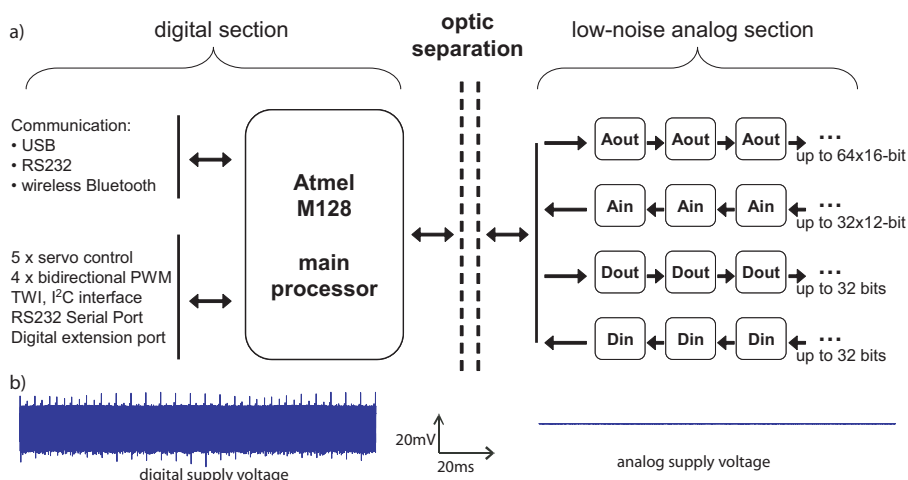 a)
digital section
optic
separation
low-noise analog section
Communication:
• USB
• RS232
• wireless Bluetooth
5 x servo control
4 x bidirectional PWM
TWI, I²C interface
RS232 Serial Port
Digital extension port
Atmel
M128
main
processor
Aout Aout Aout ...
up to 64x16-bit
Ain Ain Ain ...
up to 32x12-bit
Dout Dout Dout ...
up to 32 bits
Din Din Din ...
up to 32 bits
b)
digital supply voltage
20mV
20ms
analog supply voltage